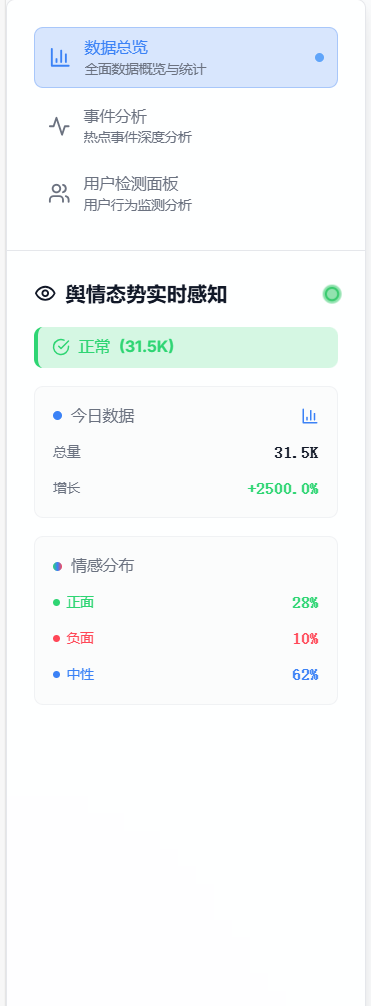 数据总览
全面数据概览与统计
事件分析
热点事件深度分析
用户检测面板
用户行为监测分析
舆情态势实时感知
正常 (31.5K)
今日数据
总量 31.5K
增长 +2500.0%
情感分布
正面 28%
负面 10%
中性 62%